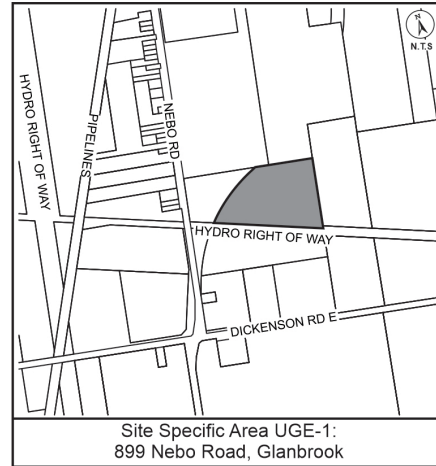 N
N.T.S
HYDRO RIGHT OF WAY
PIPELINES
NEBO RD
HYDRO RIGHT OF WAY
DICKENSON RD E
Site Specific Area UGE-1:
899 Nebo Road, Glanbrook